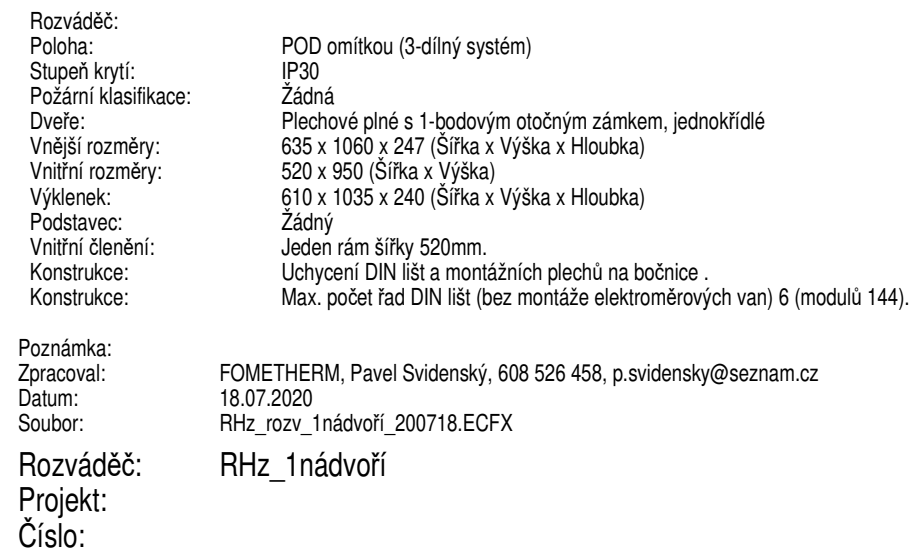 Rozváděč:
Poloha: POD omítkou (3-dílný systém)
Stupeň krytí: IP30
Požární klasifikace: Žádná
Dveře: Plechové plné s 1-bodovým otočným zámkem, jednokřídlé
Vnější rozměry: 635 x 1060 x 247 (Šířka x Výška x Hloubka)
Vnitřní rozměry: 520 x 950 (Šířka x Výška)
Výklenek: 610 x 1035 x 240 (Šířka x Výška x Hloubka)
Podstavec: Žádný
Vnitřní členění: Jeden rám šířky 520mm.
Konstrukce: Uchycení DIN lišt a montážních plechů na bočnice .
Konstrukce: Max. počet řad DIN lišt (bez montáže elektroměrových van) 6 (modulů 144).
Poznámka:
Zpracoval: FOMETHERM, Pavel Svidenský, 608 526 458, p.svidensky@seznam.cz
Datum: 18.07.2020
Soubor: RHz_rozv_1nádvoří_200718.ECFX
Rozváděč: RHz_1nádvoří
Projekt:
Číslo: